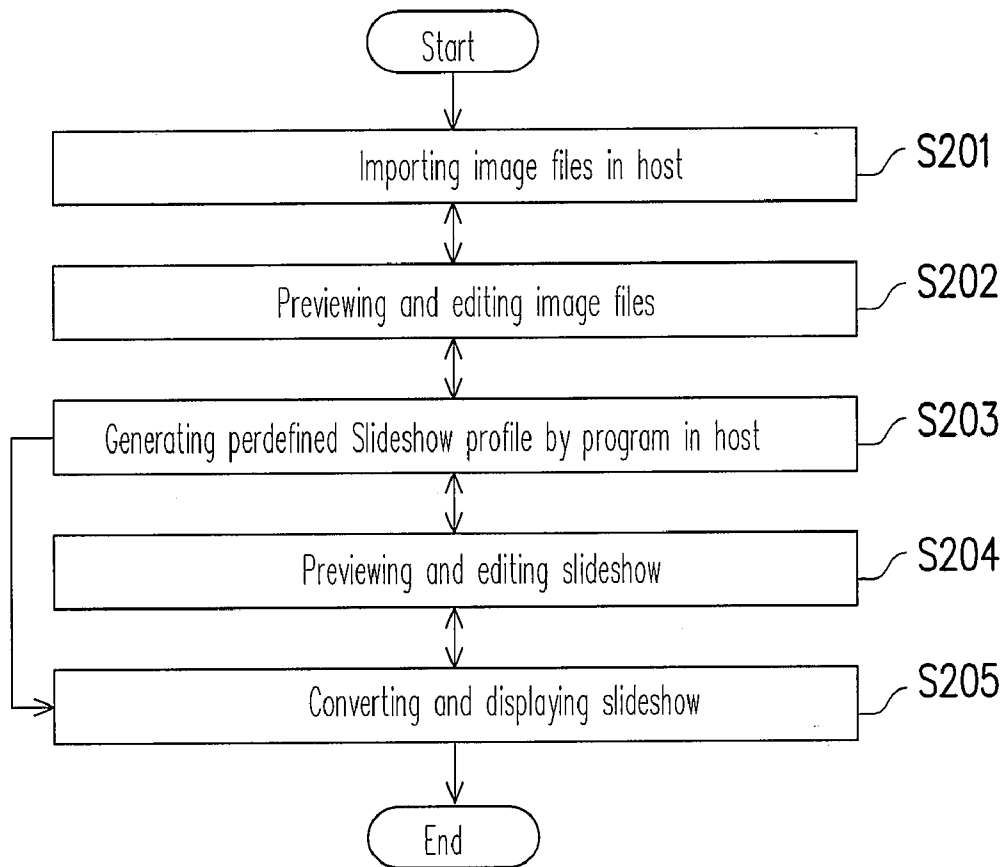 Start
Importing image files in host
S201
Previewing and editing image files
S202
Generating perdefined Slideshow profile by program in host
S203
Previewing and editing slideshow
S204
Converting and displaying slideshow
S205
End